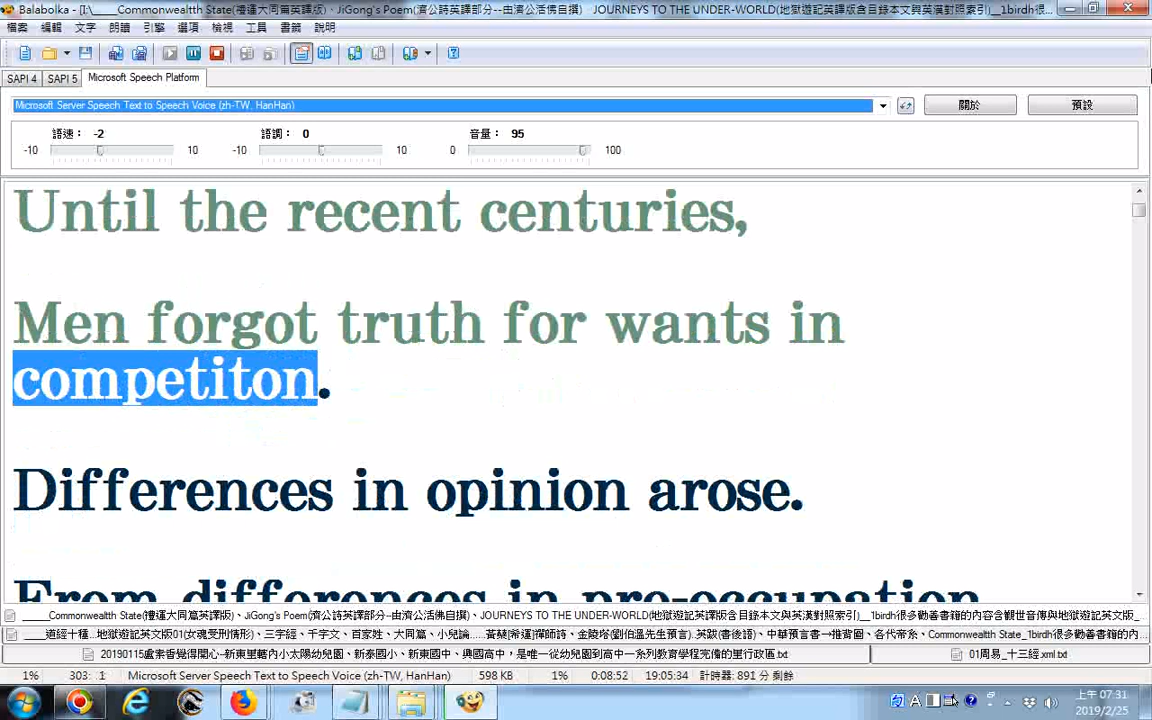 Balabolka - [I:\_____Commonwealtth State(禮運大同篇英譯版)、JiGong's Poem(濟公詩英譯部分--由濟公活佛自撰)、JOURNEYS TO THE UNDER-WORLD(地獄遊記英譯版含目錄本文與英漢對照索引)__1birdh很...
檔案 編輯 文字 朗讀 引擎 選項 檢視 工具 書籤 說明
SAPI 4 SAPI 5 Microsoft Speech Platform
Microsoft Server Speech Text to Speech Voice (zh-TW, HanHan) 關於 預設
語速: -2 語調: 0 音量: 95
-10 10 -10 10 0 100
Until the recent centuries,
Men forgot truth for wants in
competiton.
Differences in opinion arose.
From differences in pre-occupation
_____Commonwealtth State(禮運大同篇英譯版)、JiGong's Poem(濟公詩英譯部分--由濟公活佛自撰)、JOURNEYS TO THE UNDER-WORLD(地獄遊記英譯版含目錄本文與英漢對照索引)__1birdh很多勸善書籍的內容含觀世音傳與地獄遊記英文版_
道經十種...地獄遊記英文版01(女魂受刑情形)、三字經、千字文、百家姓、大同篇、小兒論......蒼[希運]禪師詩、金陵塔(劉伯溫先生預言).英跋(書後語)、中華預言書一推背圖、各代帝系、Commonwealtth State_1birdh很多勸善書籍的內...
20190115盧素香覺得開心--新東里轄內小太陽幼兒園、新泰國小、新東國中、興國高中,是唯一從幼兒園到高中一系列教育學程完備的里行政區.txt 01周易_十三經.xml.txt
1% 303: 1 Microsoft Server Speech Text to Speech Voice (zh-TW, HanHan) 598 KB 1% 0:08:52 19:05:34 計時器: 891 分 剩餘
上午 07:31
2019/2/25